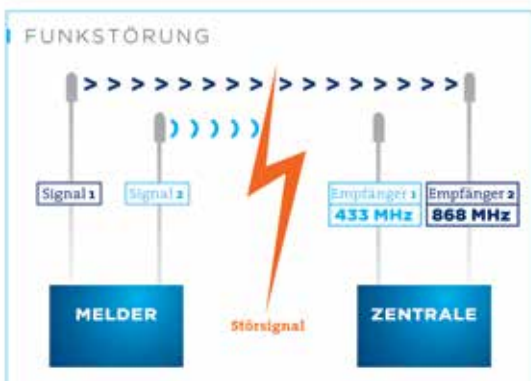 FUNKSTÖRUNG
Signal 1
Signal 2
Empfänger 1
433 MHz
Empfänger 2
868 MHz
MELDER
Störsignal
ZENTRALE